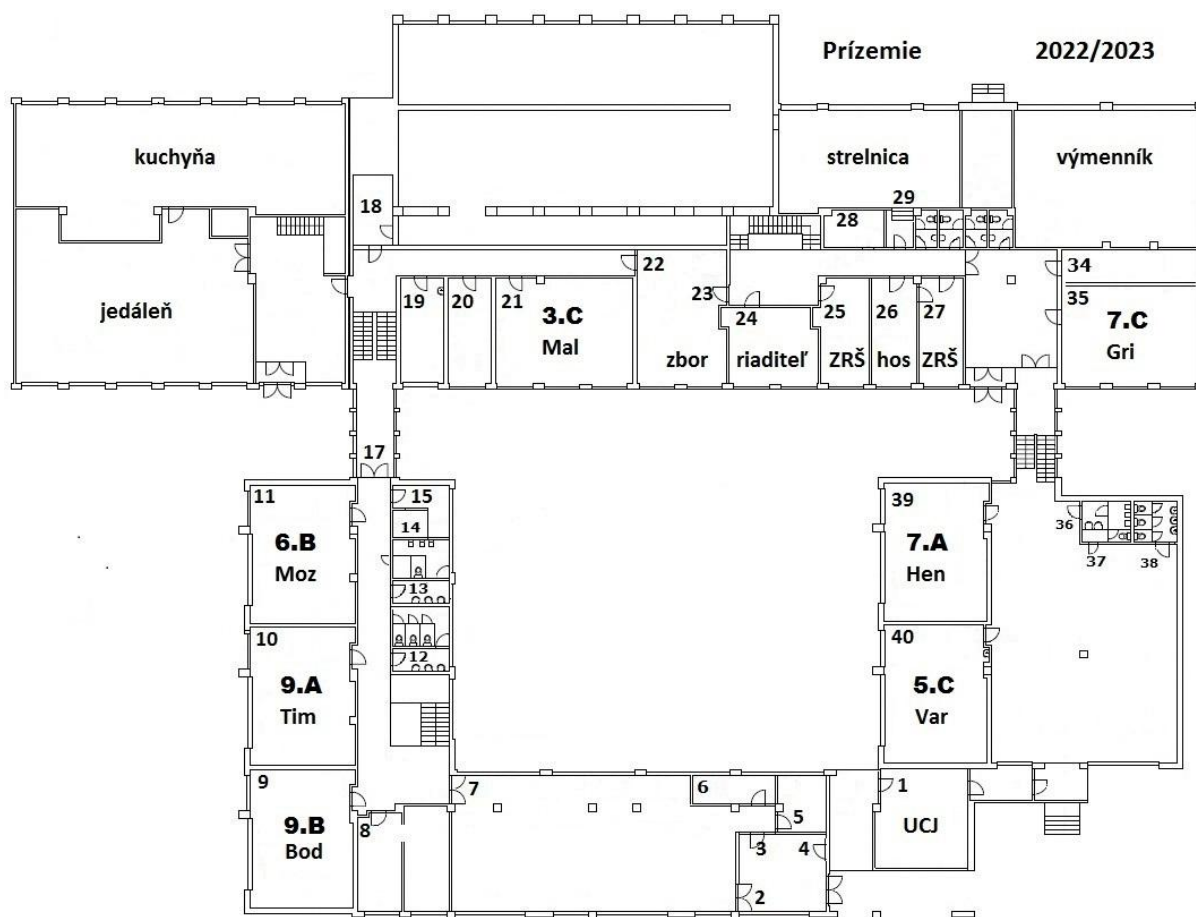 Prízemie 2022/2023
kuchyňa
strelnica
výmenník
18
29
28
jedáleň
19
20
21
3.C
Mal
22
23
zbor
24
riaditeľ
25
ZRŠ
26
hos
27
ZRŠ
34
35
7.C
Gri
17
11
6.B
Moz
15
14
13
12
10
9.A
Tim
9
9.B
Bod
8
7
6
5
3
4
2
39
7.A
Hen
36
37
38
40
5.C
Var
1
UCJ